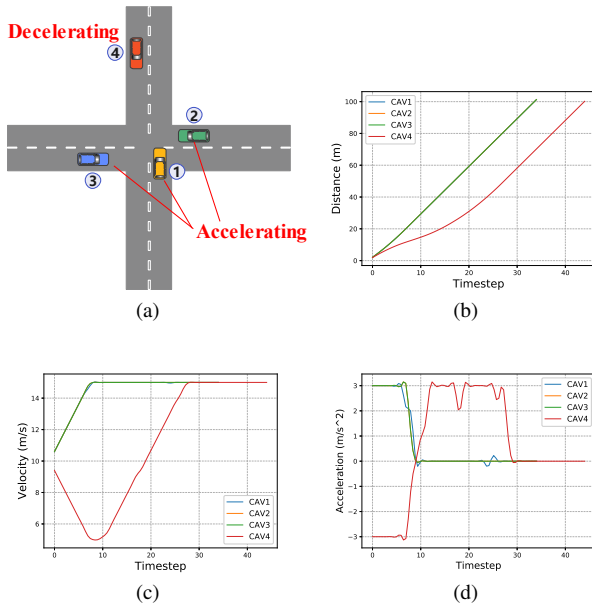 Decelerating
4
2
1
3
Accelerating
(a)
CAV1
CAV2
CAV3
CAV4
Distance (m)
100
80
60
40
20
0
0 10 20 30 40
Timestep
(b)
Velocity (m/s)
14
12
10
8
6
CAV1
CAV2
CAV3
CAV4
0 10 20 30 40
Timestep
(c)
Acceleration (m/s^2)
3
2
1
0
−1
−2
−3
CAV1
CAV2
CAV3
CAV4
0 10 20 30 40
Timestep
(d)